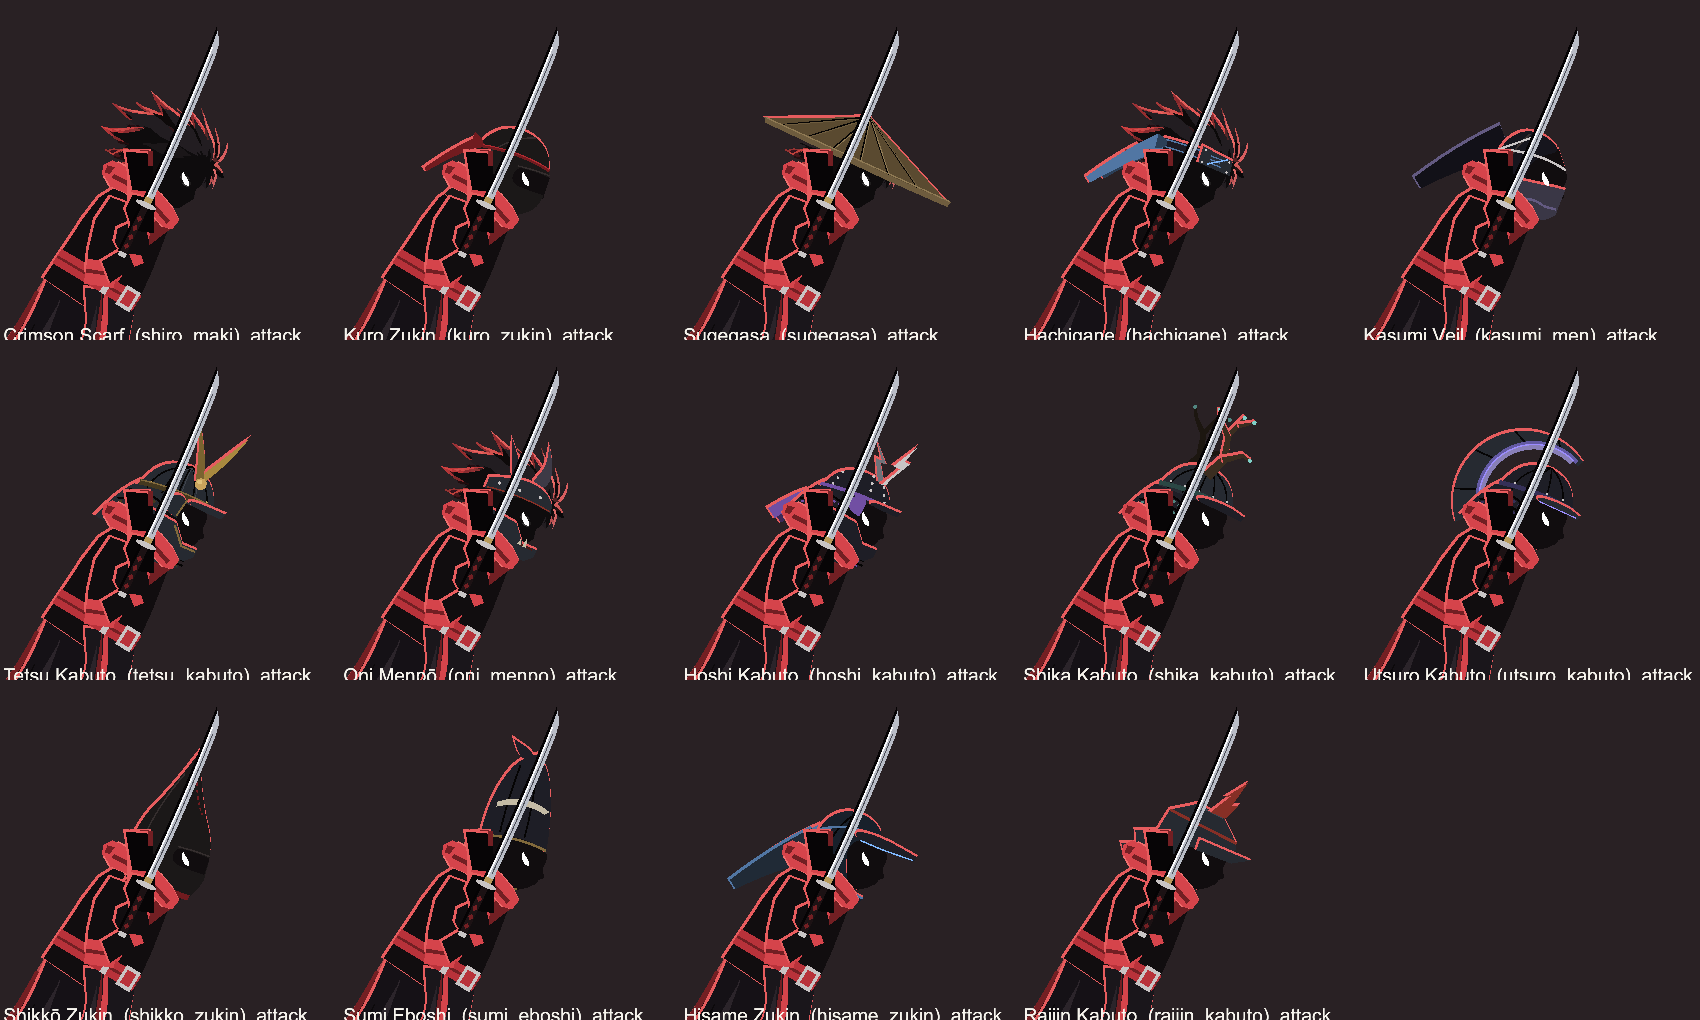 Crimson Scarf (shiro_maki) attack
Kuro Zukin (kuro_zukin) attack
Sugegasa (sugegasa) attack
Hachigane (hachigane) attack
Kasumi Veil (kasumi_men) attack
Tetsu Kabuto (tetsu_kabuto) attack
Oni Menpō (oni_menpo) attack
Hoshi Kabuto (hoshi_kabuto) attack
Shika Kabuto (shika_kabuto) attack
Utsuro Kabuto (utsuro_kabuto) attack
Shikkō Zukin (shikko_zukin) attack
Sumi Eboshi (sumi_eboshi) attack
Hisame Zukin (hisame_zukin) attack
Raijin Kabuto (raijin_kabuto) attack